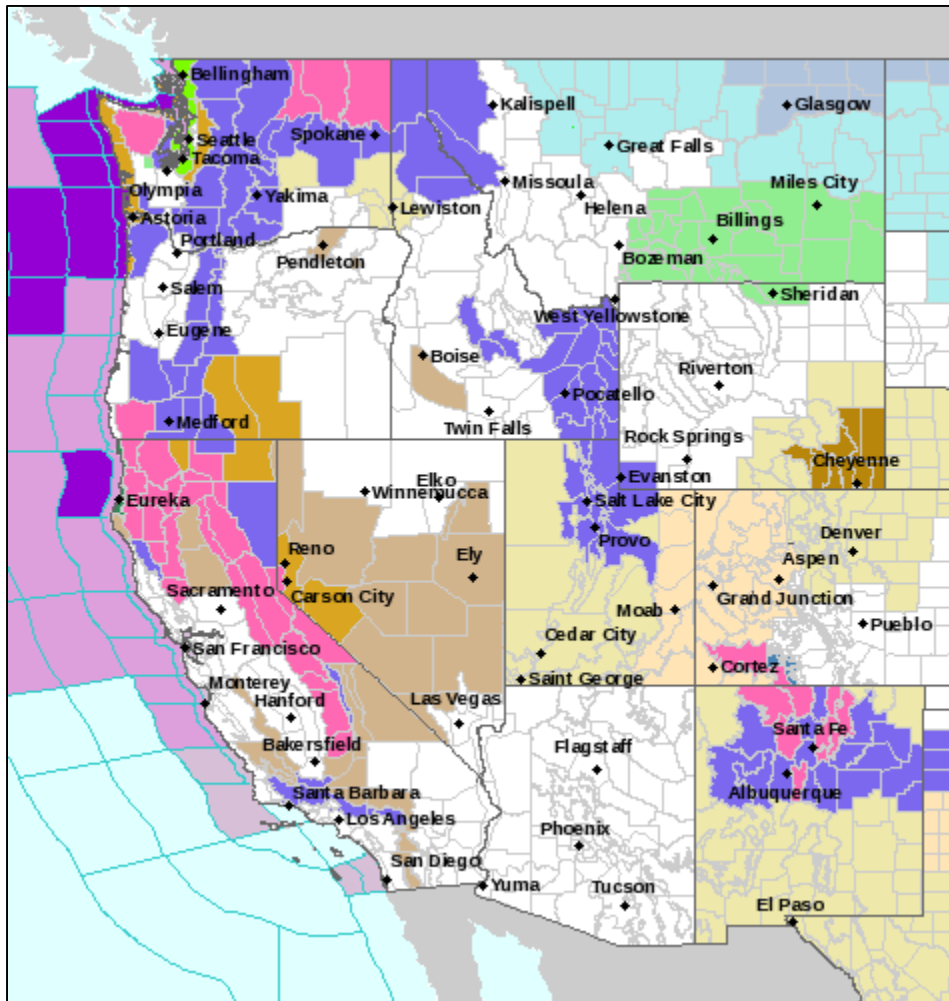 Bellingham
Kalispell
Glasgow
Seattle
Spokane
Great Falls
Tacoma
Olympia
Missoula
Miles City
Yakima
Lewiston
Helena
Astoria
Billings
Portland
Bozeman
Pendleton
Salem
Sheridan
West Yellowstone
Eugene
Boise
Riverton
Pocatello
Medford
Twin Falls
Rock Springs
Cheyenne
Elko
Evanston
Winnemucca
Eureka
Salt Lake City
Provo
Denver
Reno
Ely
Aspen
Sacramento
Carson City
Grand Junction
Moab
Pueblo
Cedar City
San Francisco
Cortez
Saint George
Monterey
Hanford
Las Vegas
Santa Fe
Bakersfield
Flagstaff
Albuquerque
Santa Barbara
Los Angeles
Phoenix
San Diego
Yuma
Tucson
El Paso